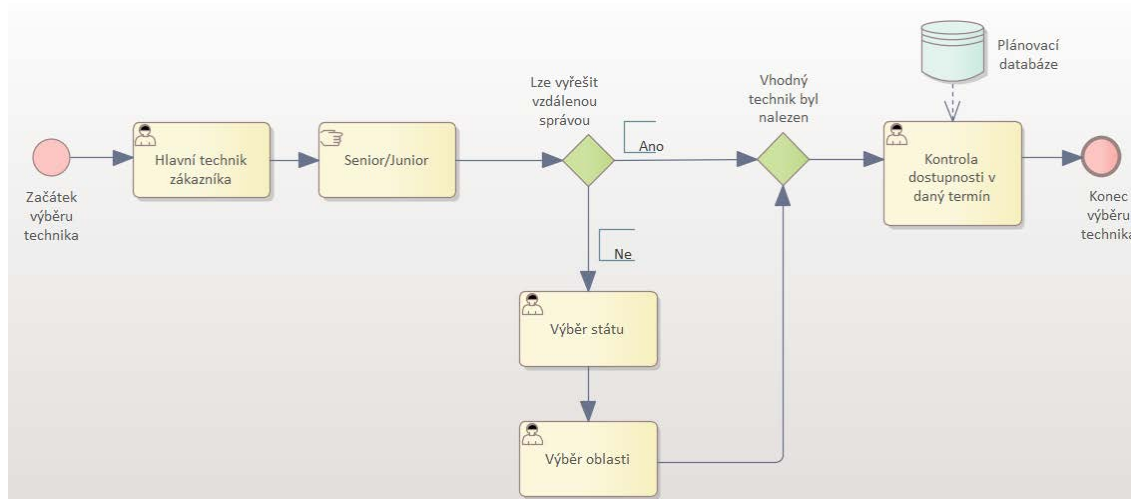 Začátek
výběru
technika
Hlavní technik
zákazníka
Senior/Junior
Lze vyřešit
vzdálenou
správou
Ano
Ne
Výběr státu
Výběr oblasti
Vhodný
technik byl
nalezen
Plánovací
databáze
Kontrola
dostupnosti v
daný termín
Konec
výběru
technika